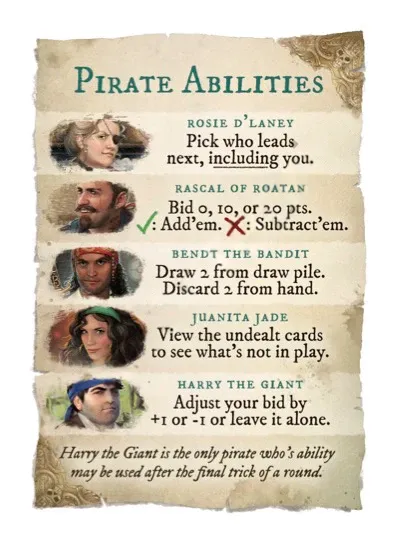 PIRATE ABILITIES
ROSIE D'LANEY
Pick who leads
next, including you.
RASCAL OF ROATAN
Bid 0, 10, or 20 pts.
✓: Add'em. ✗: Subtract'em.
BENDT THE BANDIT
Draw 2 from draw pile.
Discard 2 from hand.
JUANITA JADE
View the undealt cards
to see what's not in play.
HARRY THE GIANT
Adjust your bid by
+1 or -1 or leave it alone.
Harry the Giant is the only pirate who's ability
may be used after the final trick of a round.